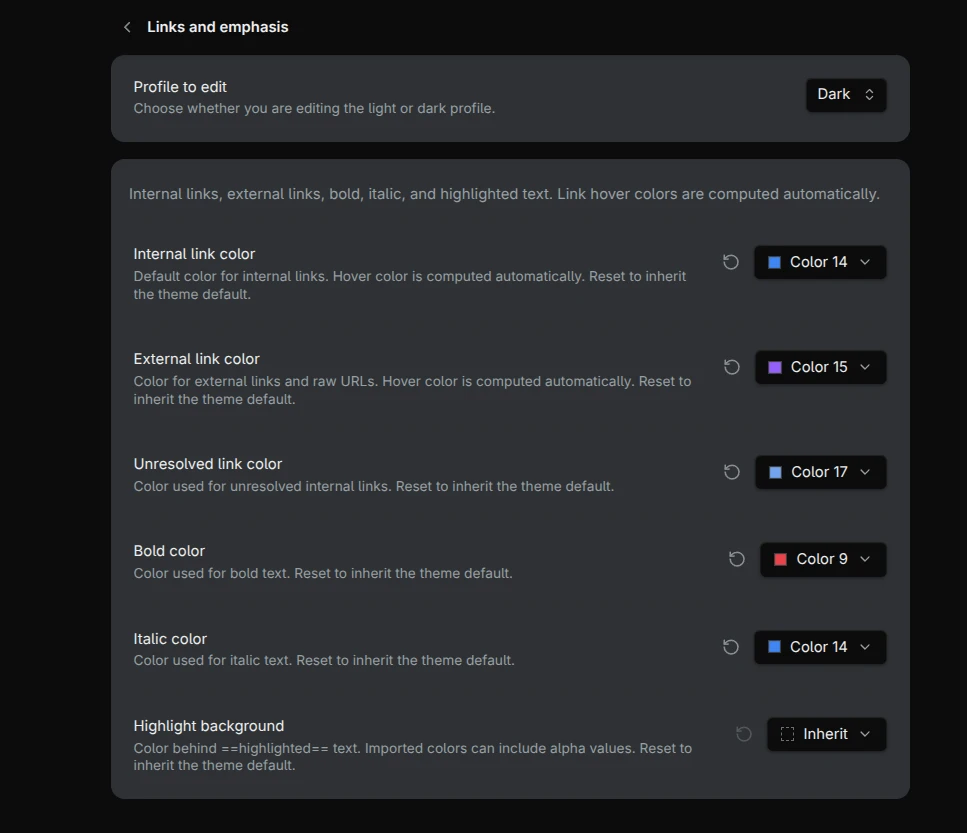 Links and emphasis
Profile to edit
Choose whether you are editing the light or dark profile.
Dark
Internal links, external links, bold, italic, and highlighted text. Link hover colors are computed automatically.
Internal link color
Default color for internal links. Hover color is computed automatically. Reset to inherit
the theme default.
Color 14
External link color
Color for external links and raw URLs. Hover color is computed automatically. Reset to
inherit the theme default.
Color 15
Unresolved link color
Color used for unresolved internal links. Reset to inherit the theme default.
Color 17
Bold color
Color used for bold text. Reset to inherit the theme default.
Color 9
Italic color
Color used for italic text. Reset to inherit the theme default.
Color 14
Highlight background
Color behind ==highlighted== text. Imported colors can include alpha values. Reset to
inherit the theme default.
Inherit